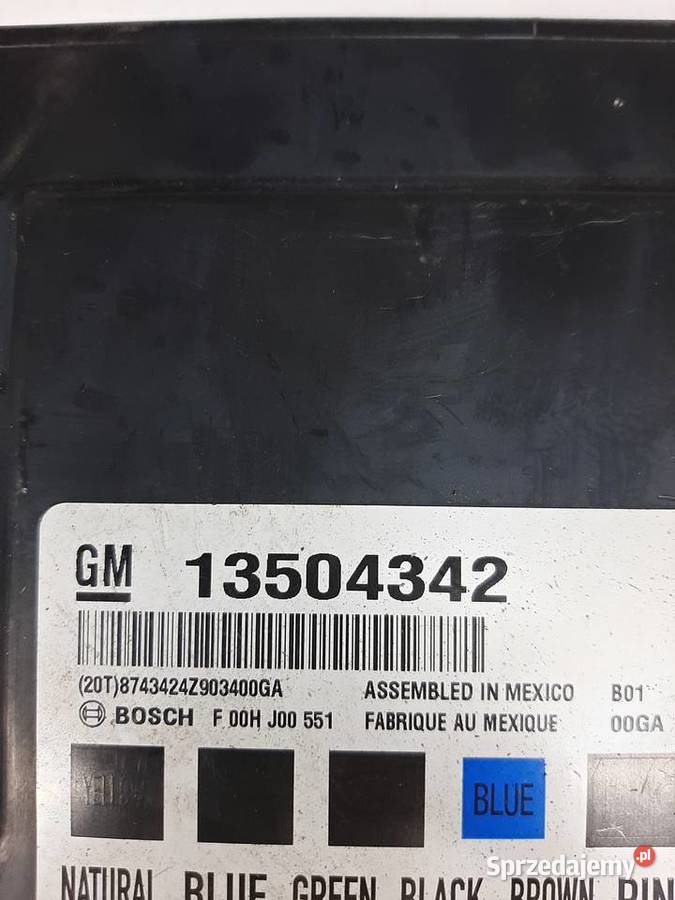 GM 13504342
(20T)8743424Z903400GA ASSEMBLED IN MEXICO B01
BOSCH F 00H J00 551 FABRIQUE AU MEXIQUE 00GA
BLUE
NATURAL BLUE GREEN BLACK BROWN
Sprzedajemy.pl